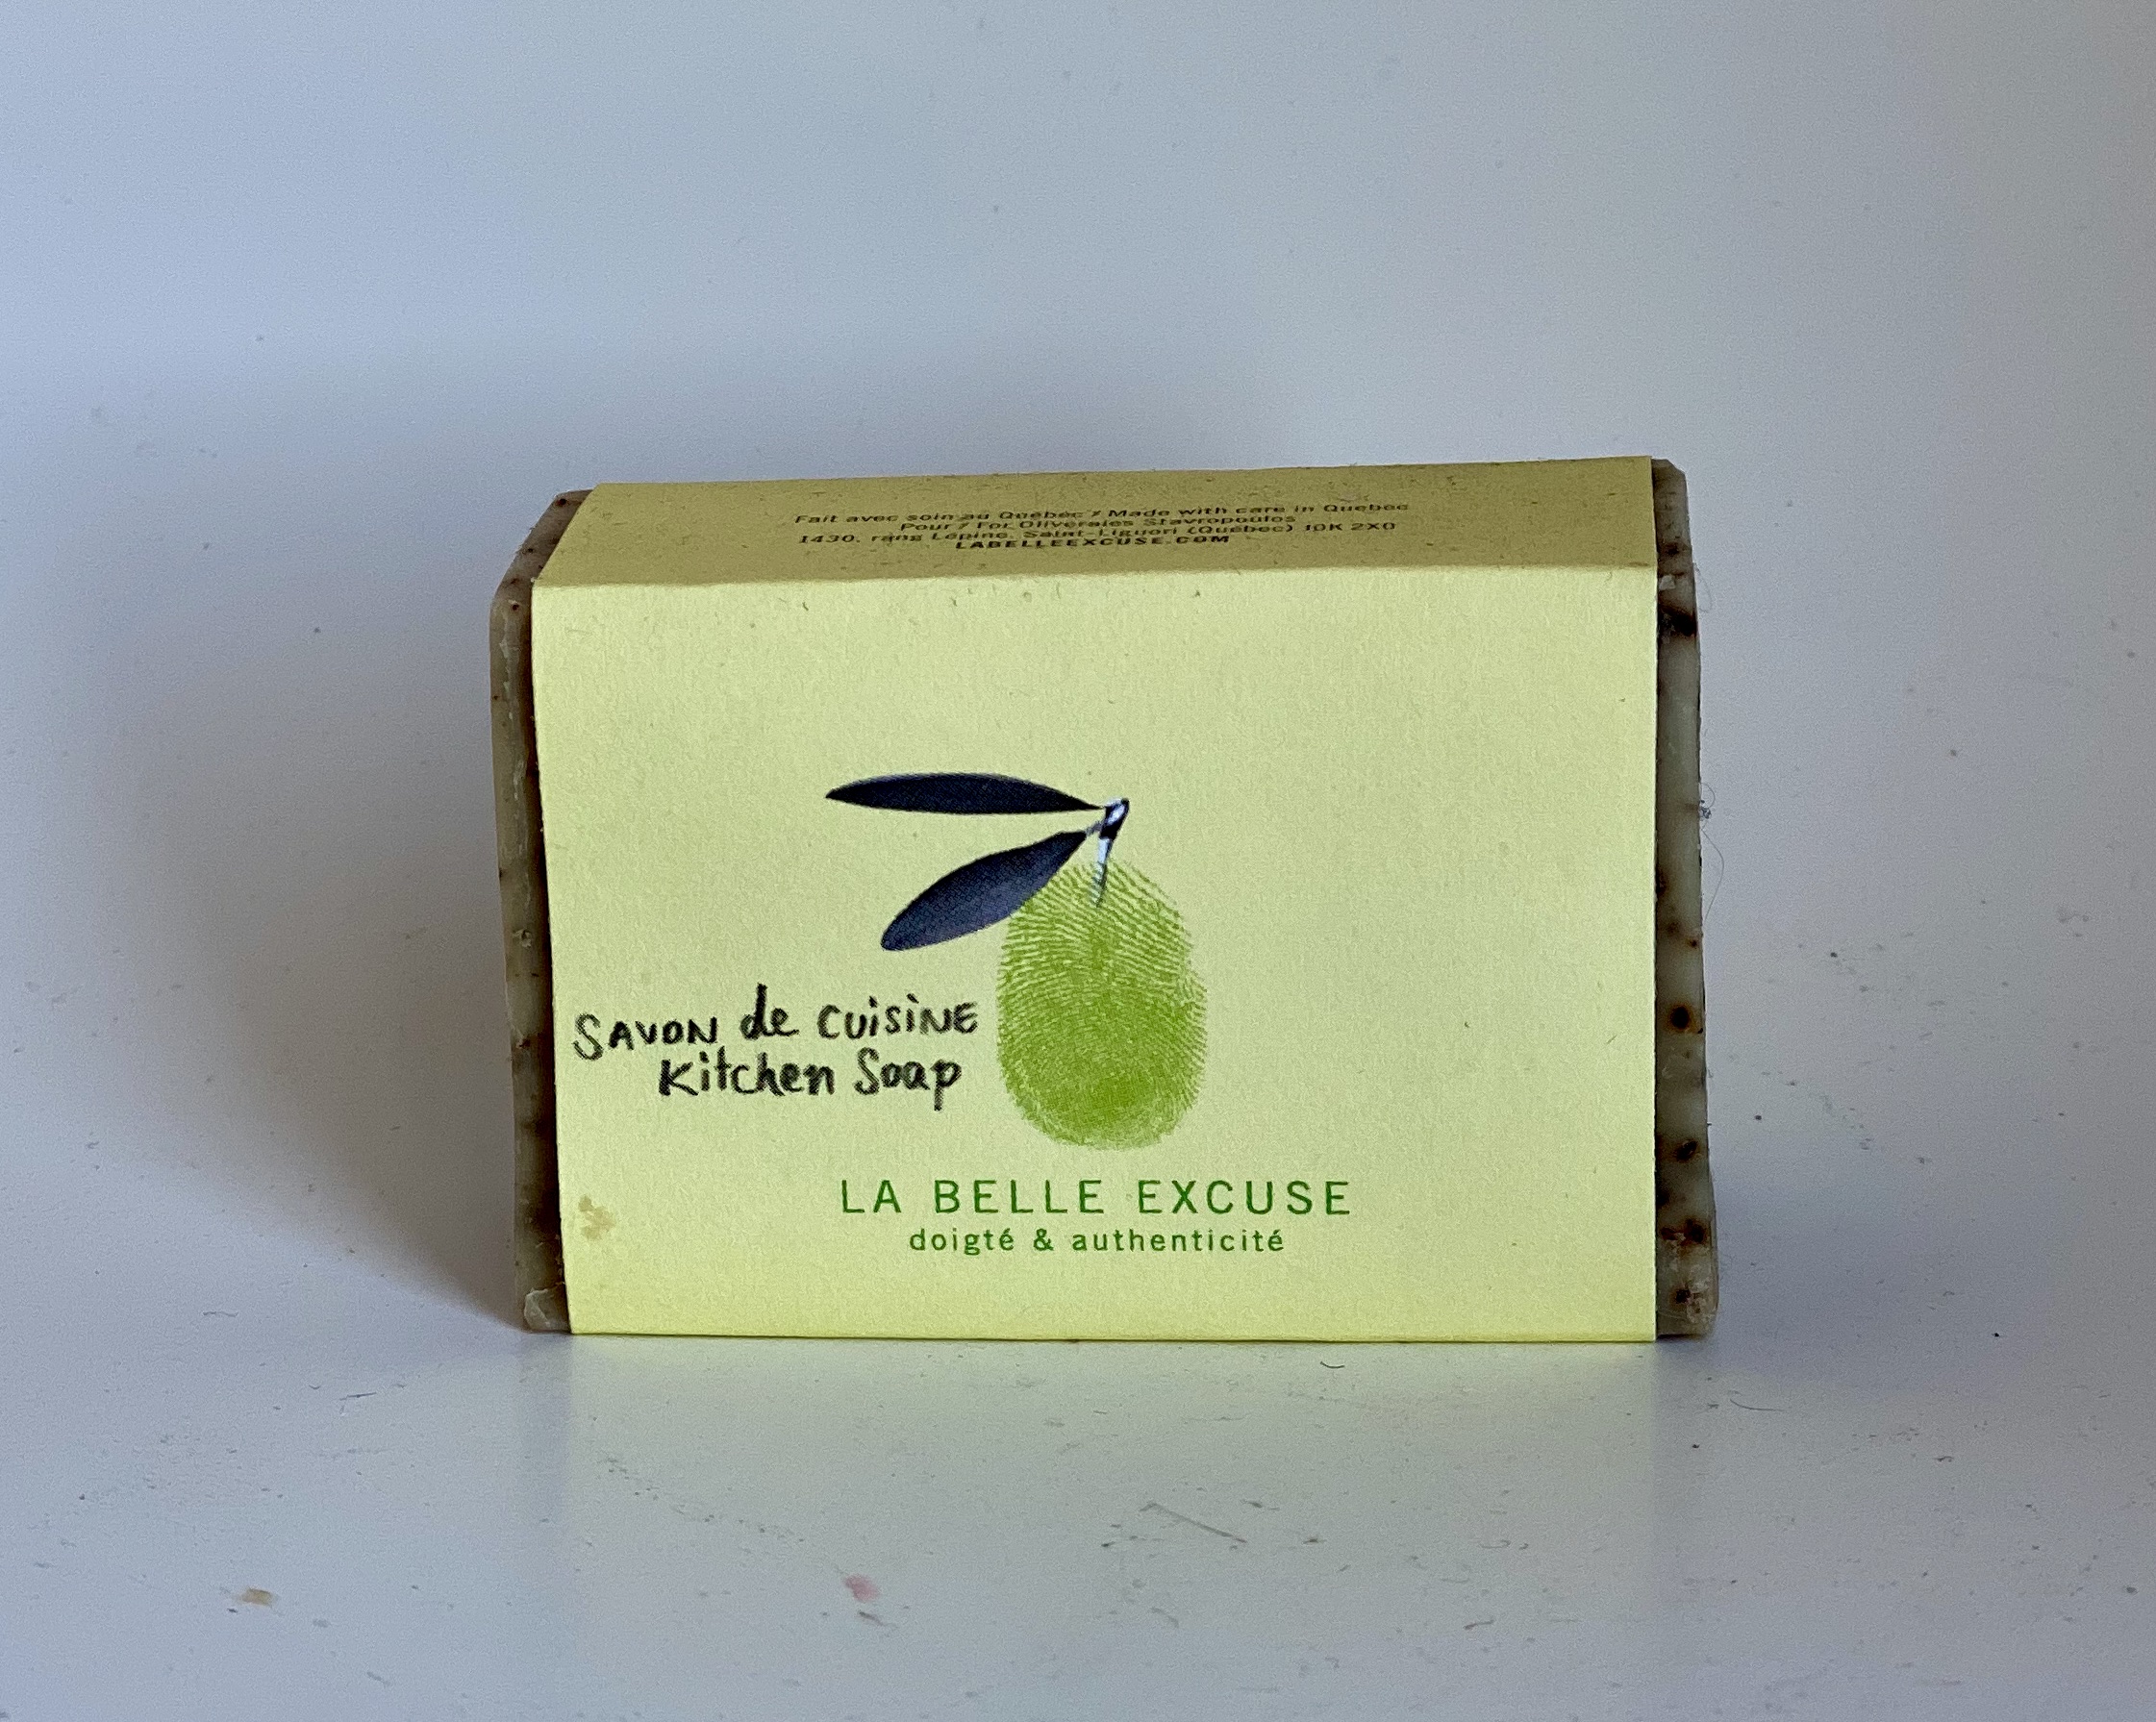 Fait avec soin au Québec / Made with care in Quebec
Pour / For Oliveraies Stavropoulos
1430, rang Lépine, Saint-Liguori (Québec) J0K 2X0
LABELLEEXCUSE.COM
SAVON de CUISINE
Kitchen Soap
LA BELLE EXCUSE
doigté & authenticité